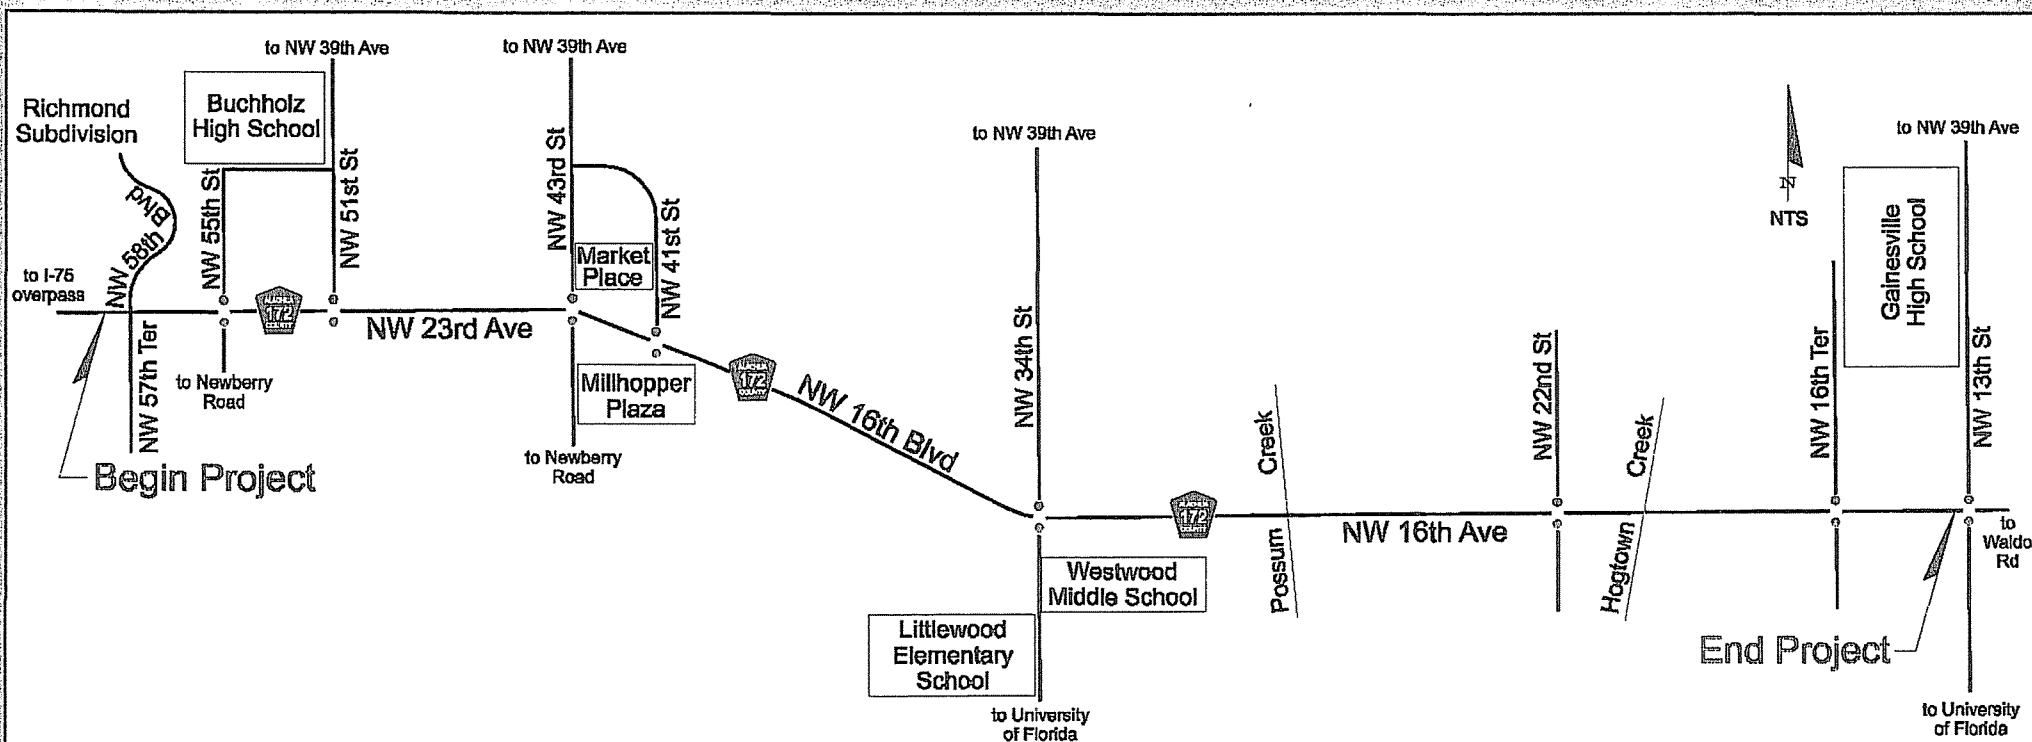 to NW 39th Ave
to NW 39th Ave
Richmond
Subdivision
Buchholz
High School
to NW 39th Ave
to NW 39th Ave
NW 58th Blvd
NW 55th St
NW 51st St
NW 43rd St
NW 41st St
Market
Place
N
NTS
Gainesville
High School
to I-75
overpass
172
NW 23rd Ave
NW 57th Ter
to Newberry
Road
Millhopper
Plaza
172
NW 16th Blvd
NW 34th St
Possum Creek
NW 22nd St
Hogtown Creek
NW 16th Ter
NW 13th St
Begin Project
to Newberry
Road
172
NW 16th Ave
to
Waldo
Rd
Westwood
Middle School
Littlewood
Elementary
School
End Project
to University
of Florida
to University
of Florida